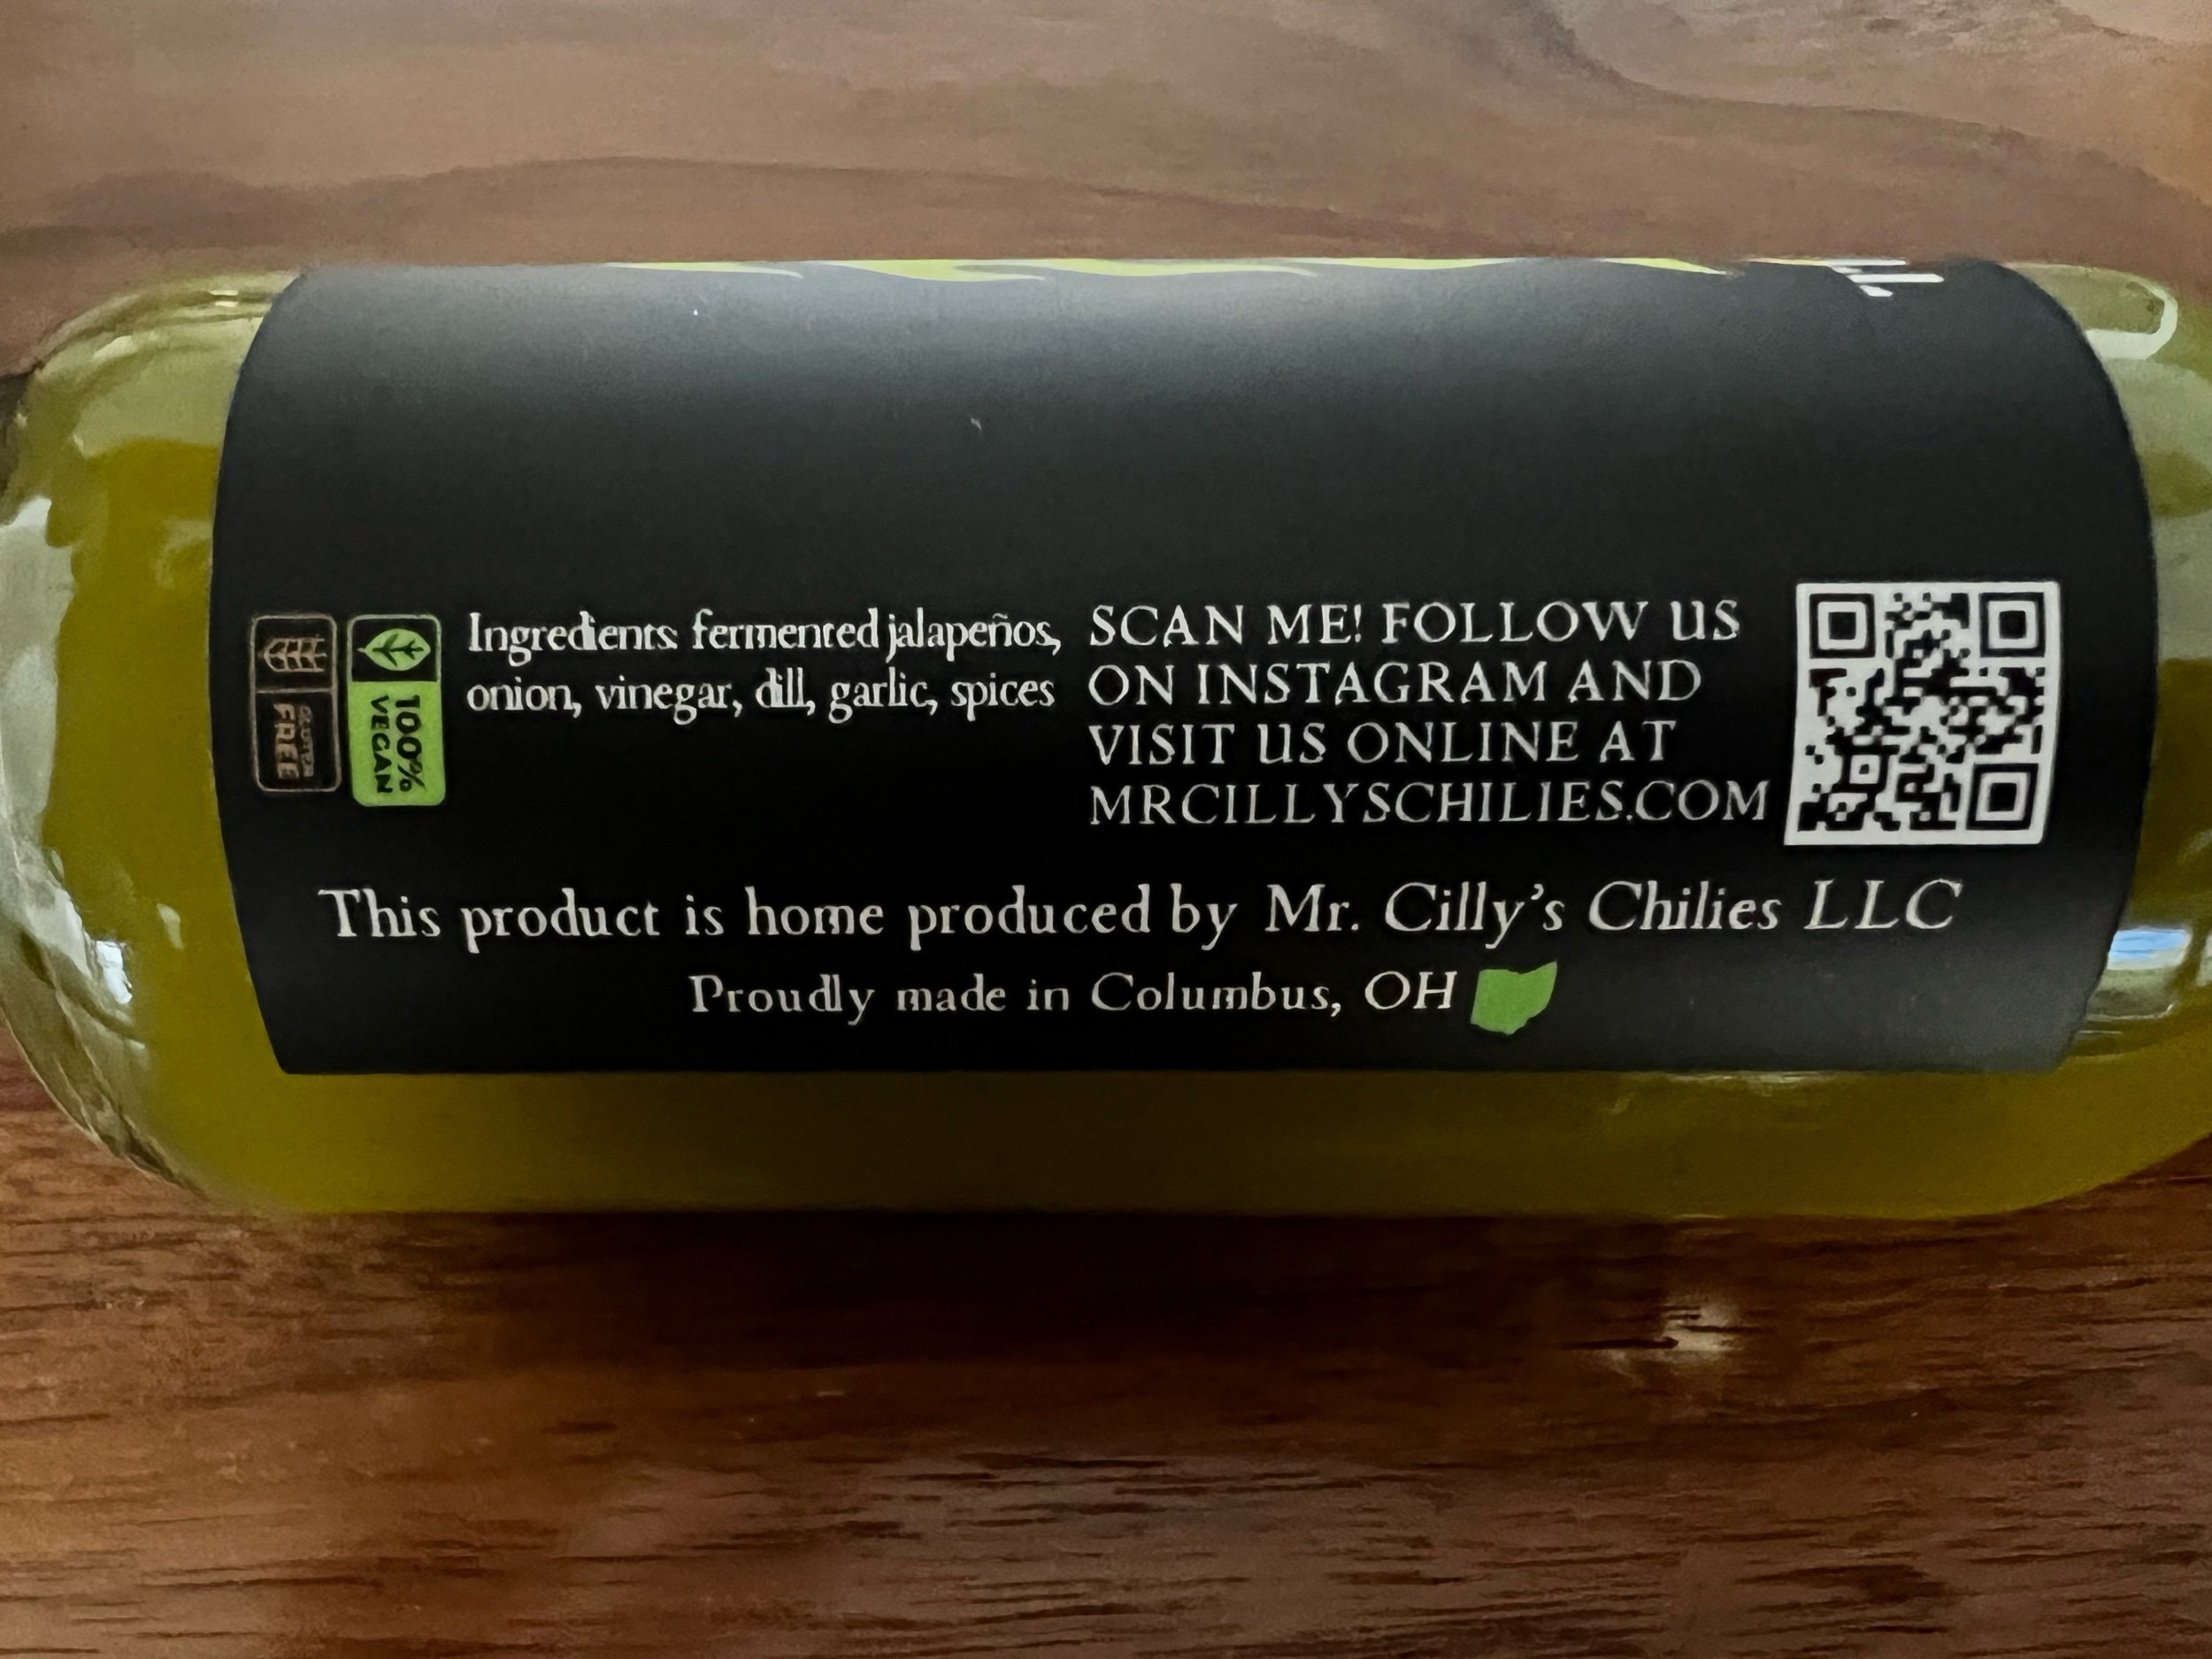 Ingredients: fermented jalapeños,
onion, vinegar, dill, garlic, spices
GLUTEN
FREE
100%
VEGAN
SCAN ME! FOLLOW US
ON INSTAGRAM AND
VISIT US ONLINE AT
MRCILLYSCHILIES.COM
This product is home produced by Mr. Cilly's Chilies LLC
Proudly made in Columbus, OH